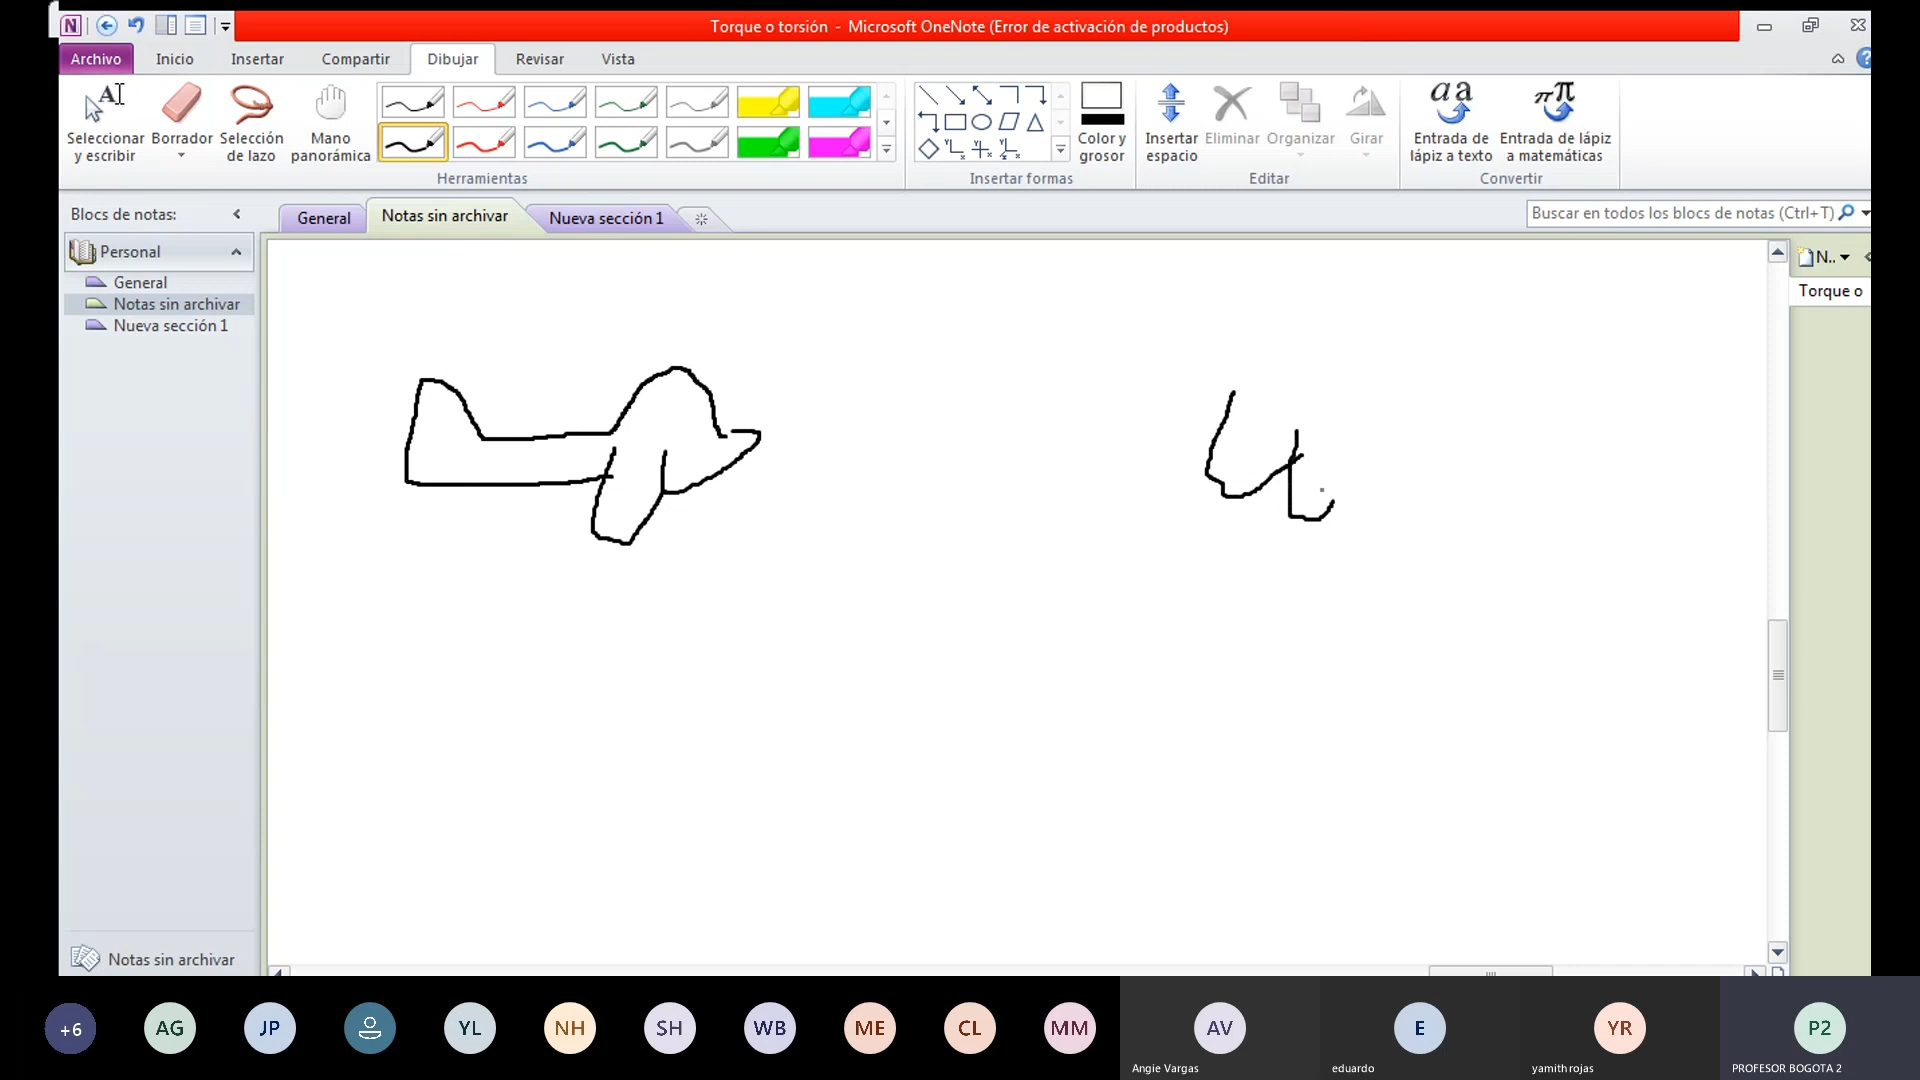 Torque o torsión - Microsoft OneNote (Error de activación de productos)
Archivo Inicio Insertar Compartir Dibujar Revisar Vista
Seleccionar y escribir
Borrador
Selección de lazo
Mano panorámica
Color y grosor
Insertar espacio
Eliminar
Organizar
Girar
Entrada de lápiz a texto
Entrada de lápiz a matemáticas
Herramientas Insertar formas Editar Convertir
Blocs de notas:
General Notas sin archivar Nueva sección 1
Buscar en todos los blocs de notas (Ctrl+T)
Personal
General
Notas sin archivar
Nueva sección 1
N..
Torque o
Notas sin archivar
+6 AG JP YL NH SH WB ME CL MM AV E YR P2
Angie Vargas eduardo yamith rojas PROFESOR BOGOTA 2